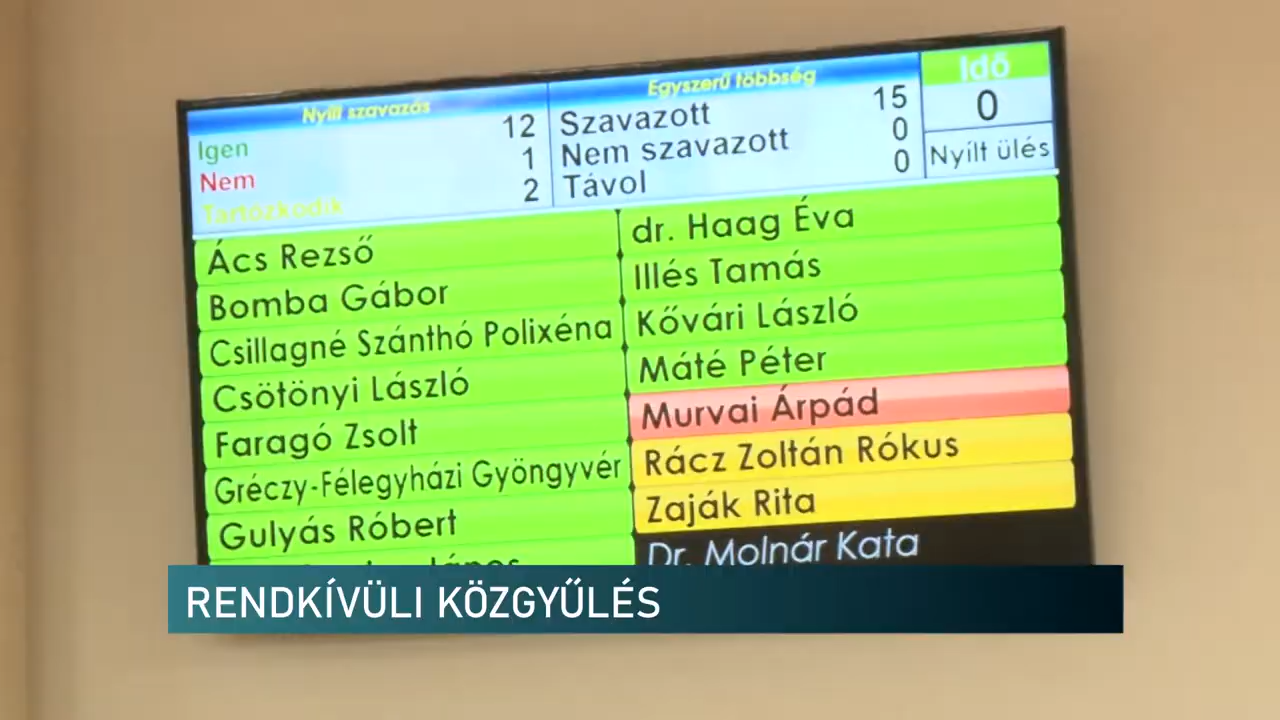 Nyílt szavazás
Igen 12
Nem 1
Tartózkodik 2
Egyszerű többség
Szavazott 15
Nem szavazott 0
Távol 0
Idő
0
Nyílt ülés
Ács Rezső
Bomba Gábor
Csillagné Szánthó Polixéna
Csötönyi László
Faragó Zsolt
Gréczy-Félegyházi Gyöngyvér
Gulyás Róbert
János
dr. Haag Éva
Illés Tamás
Kővári László
Máté Péter
Murvai Árpád
Rácz Zoltán Rókus
Zaják Rita
Dr. Molnár Kata
RENDKÍVÜLI KÖZGYŰLÉS